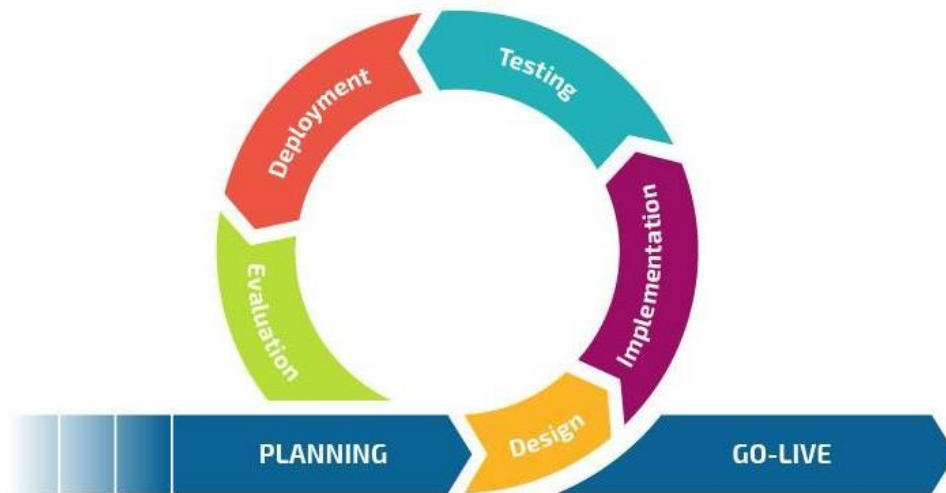 Testing
Deployment
Implementation
Evaluation
Design
PLANNING
GO-LIVE